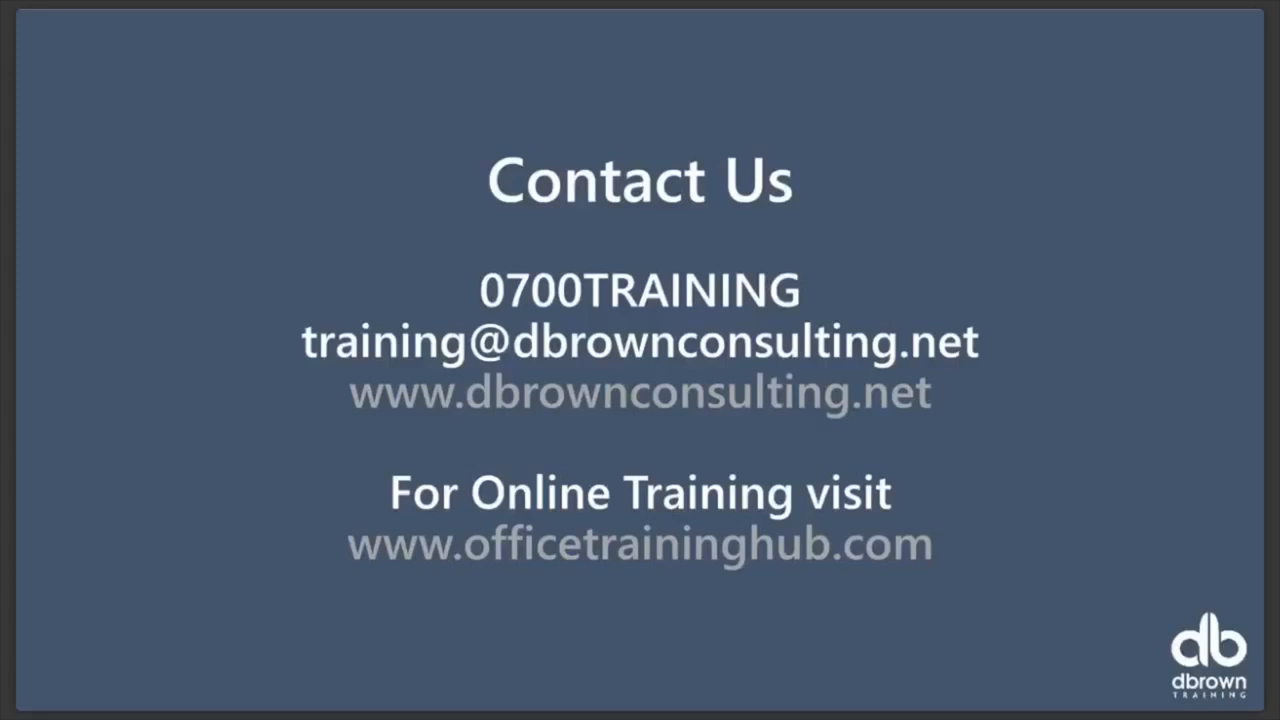 Contact Us
0700TRAINING
training@dbrownconsulting.net
www.dbrownconsulting.net
For Online Training visit
www.officetraininghub.com
db
dbrown
TRAINING